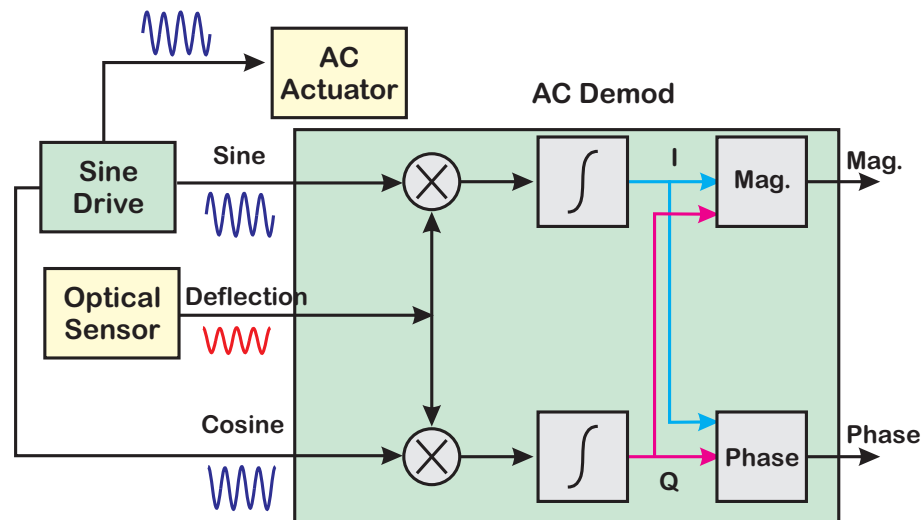 AC
Actuator
AC Demod
Sine
Drive
Sine
I
Mag.
Mag.
Optical
Sensor
Deflection
Cosine
Phase
Phase
Q